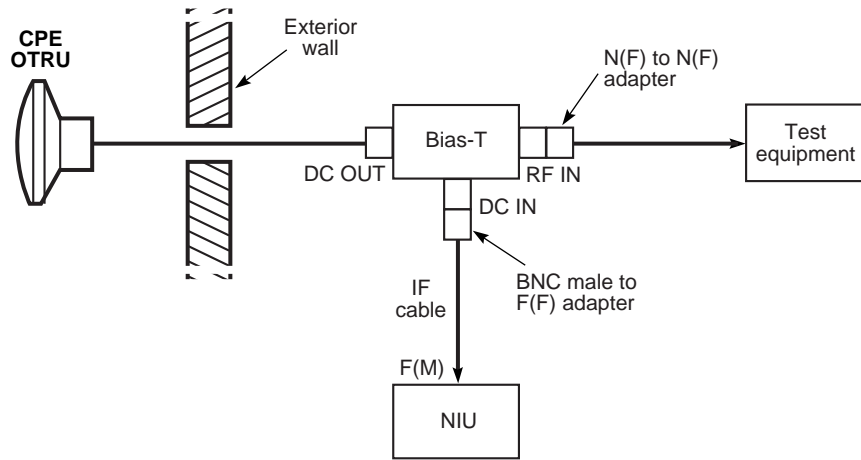 Exterior
wall
CPE
OTRU
N(F) to N(F)
adapter
Bias-T
Test
equipment
DC OUT
RF IN
DC IN
BNC male to
F(F) adapter
IF
cable
F(M)
NIU